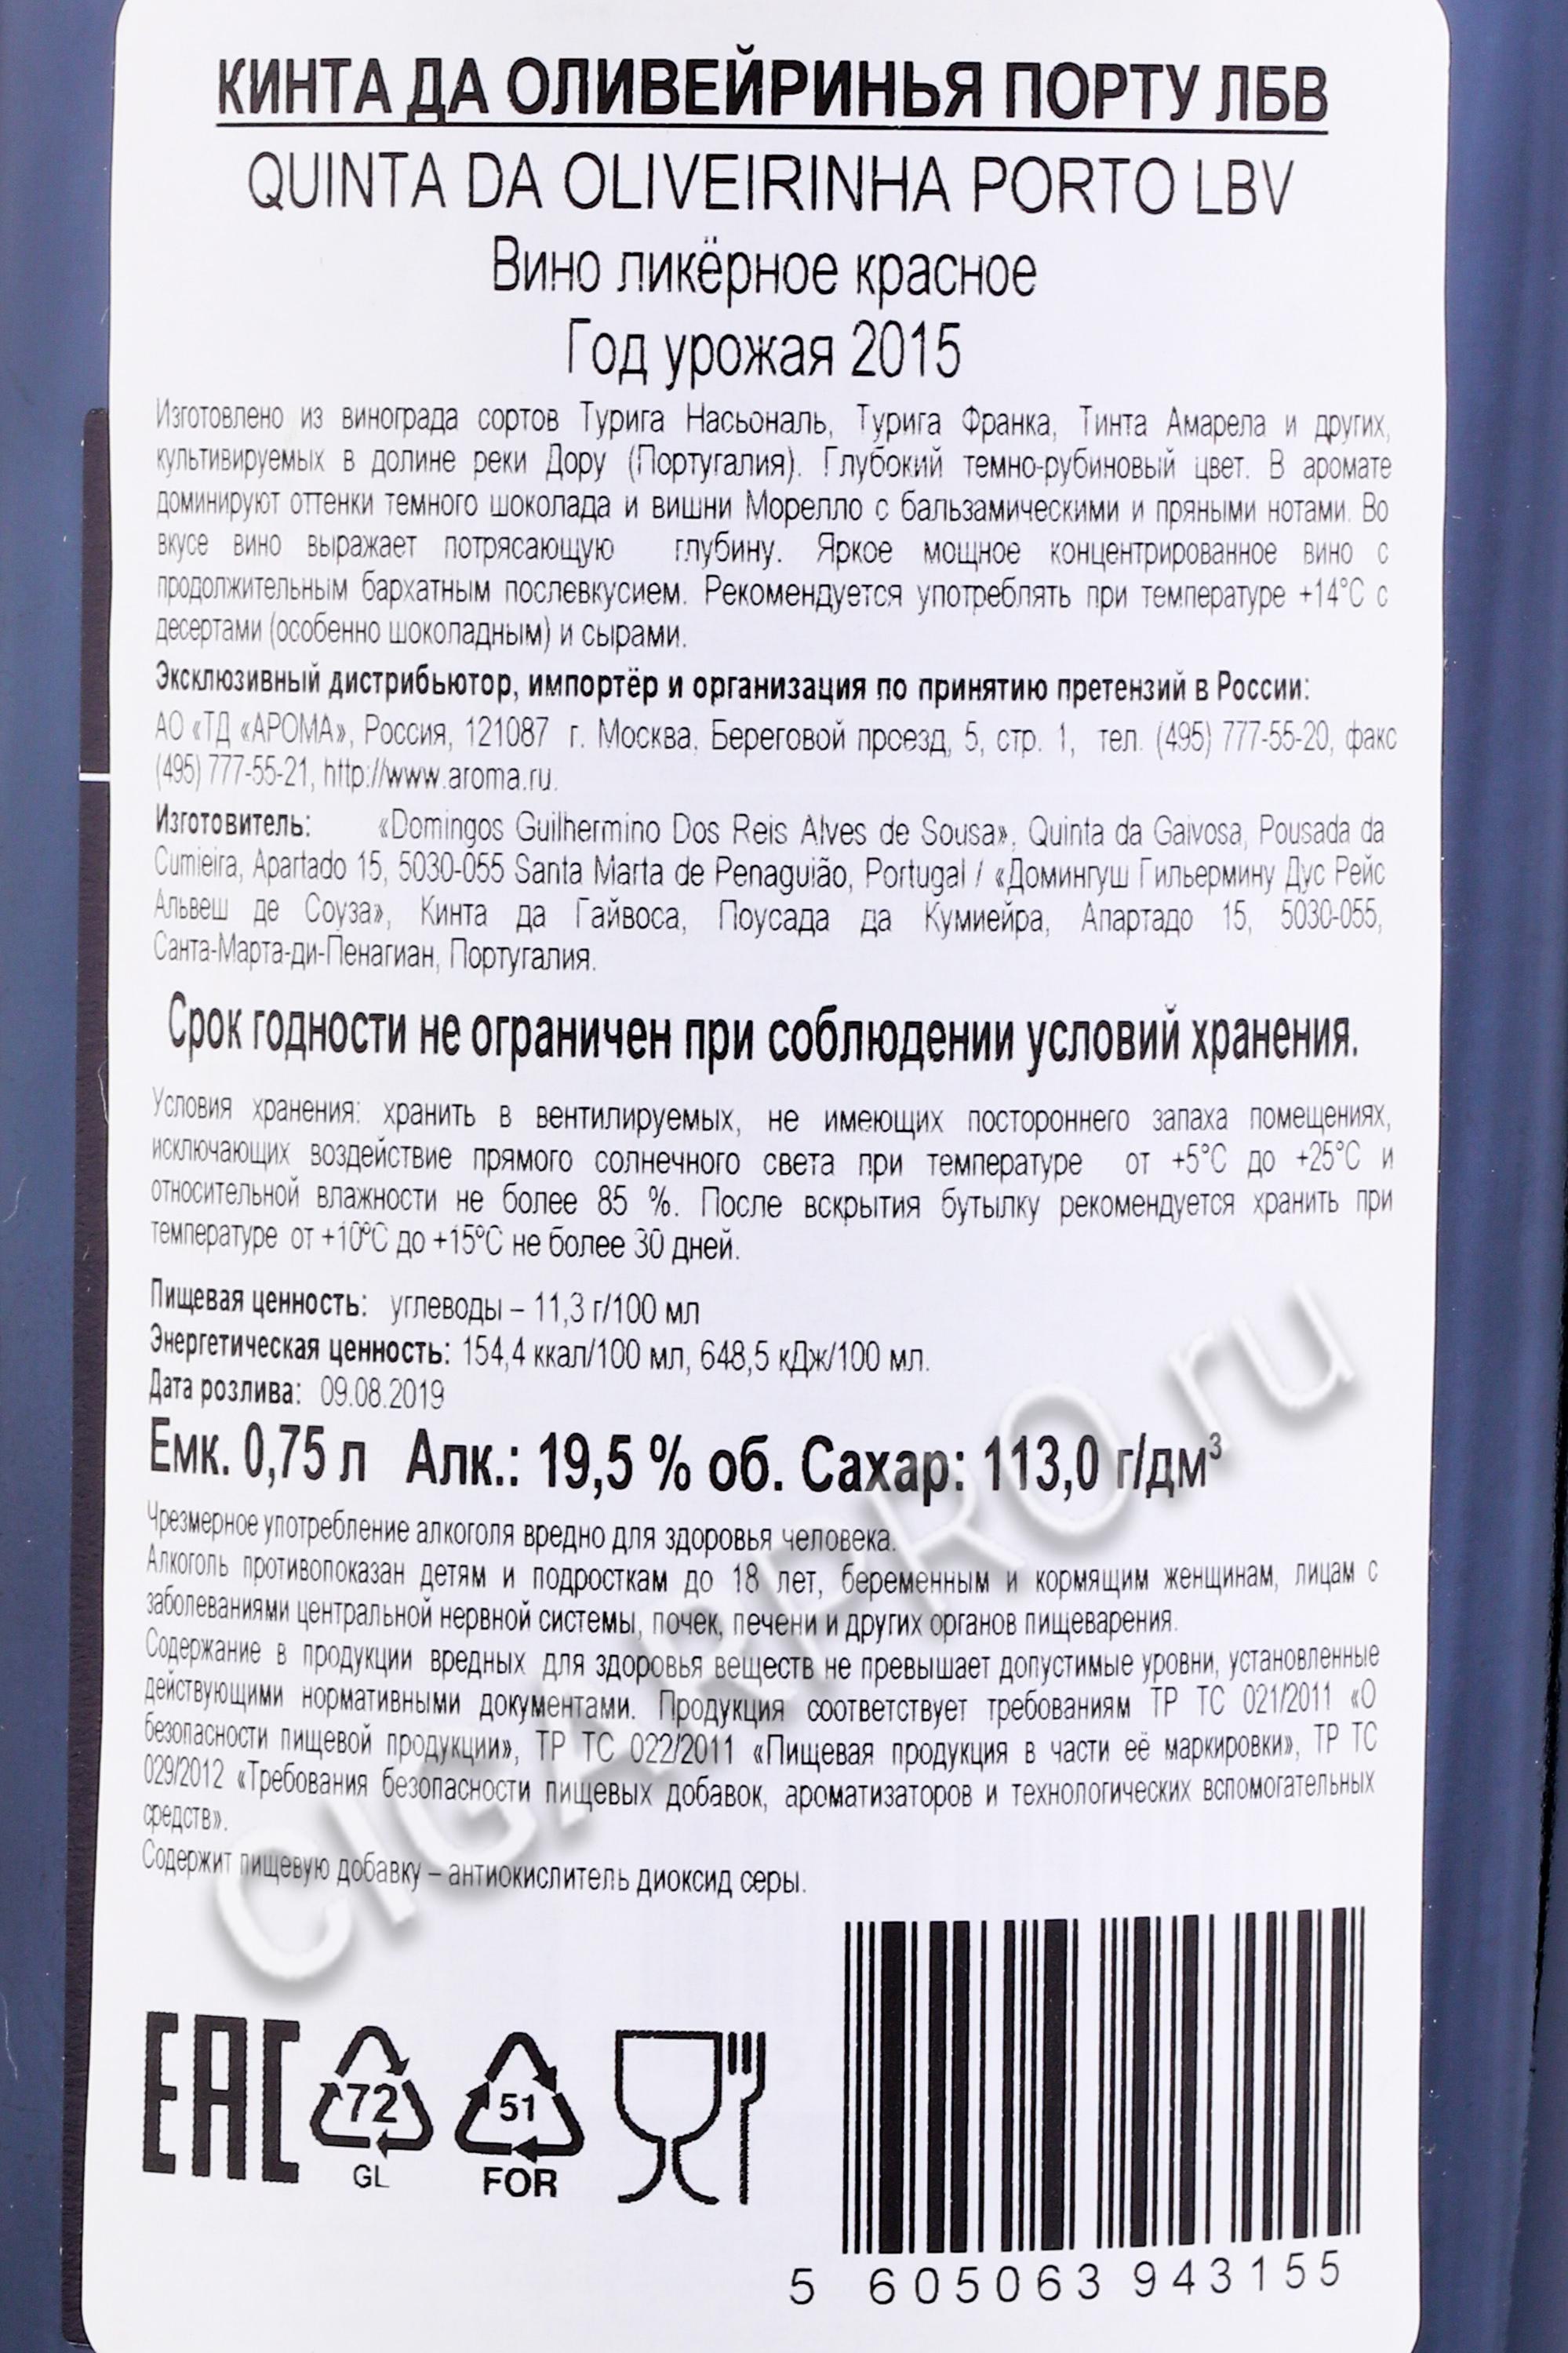 КИНТА ДА ОЛИВЕЙРИНЬЯ ПОРТУ ЛБВ
QUINTA DA OLIVEIRINHA PORTO LBV
Вино ликёрное красное
Год урожая 2015
Изготовлено из винограда сортов Турига Насьональ, Турига Франка, Тинта Амарела и других,
культивируемых в долине реки Дору (Португалия). Глубокий темно-рубиновый цвет. В аромате
доминируют оттенки темного шоколада и вишни Морелло с бальзамическими и пряными нотами. Во
вкусе вино выражает потрясающую глубину. Яркое мощное концентрированное вино с
продолжительным бархатным послевкусием. Рекомендуется употреблять при температуре +14°С с
десертами (особенно шоколадным) и сырами.
Эксклюзивный дистрибьютор, импортёр и организация по принятию претензий в России:
АО «ТД «АРОМА», Россия, 121087 г. Москва, Береговой проезд, 5, стр. 1, тел. (495) 777-55-20, факс
(495) 777-55-21, http://www.aroma.ru.
Изготовитель: «Domingos Guilhermino Dos Reis Alves de Sousa», Quinta da Gaivosa, Pousada da
Cumieira, Apartado 15, 5030-055 Santa Marta de Penaguião, Portugal / «Домингуш Гильермину Дус Рейс
Альвеш де Соуза», Кинта да Гайвоса, Поусада да Кумиейра, Апартадо 15, 5030-055,
Санта-Марта-ди-Пенагиан, Португалия.
Срок годности не ограничен при соблюдении условий хранения.
Условия хранения: хранить в вентилируемых, не имеющих постороннего запаха помещениях,
исключающих воздействие прямого солнечного света при температуре от +5°С до +25°С и
относительной влажности не более 85 %. После вскрытия бутылку рекомендуется хранить при
температуре от +10ºС до +15ºС не более 30 дней.
Пищевая ценность: углеводы – 11,3 г/100 мл
Энергетическая ценность: 154,4 ккал/100 мл, 648,5 кДж/100 мл.
Дата розлива: 09.08.2019
Емк. 0,75 л Алк.: 19,5 % об. Сахар: 113,0 г/дм³
Чрезмерное употребление алкоголя вредно для здоровья человека.
Алкоголь противопоказан детям и подросткам до 18 лет, беременным и кормящим женщинам, лицам с
заболеваниями центральной нервной системы, почек, печени и других органов пищеварения.
Содержание в продукции вредных для здоровья веществ не превышает допустимые уровни, установленные
действующими нормативными документами. Продукция соответствует требованиям ТР ТС 021/2011 «О
безопасности пищевой продукции», ТР ТС 022/2011 «Пищевая продукция в части её маркировки», ТР ТС
029/2012 «Требования безопасности пищевых добавок, ароматизаторов и технологических вспомогательных
средств».
Содержит пищевую добавку – антиокислитель диоксид серы.
CIGARPRO.ru
EAC
72
GL
51
FOR
5 605063 943155